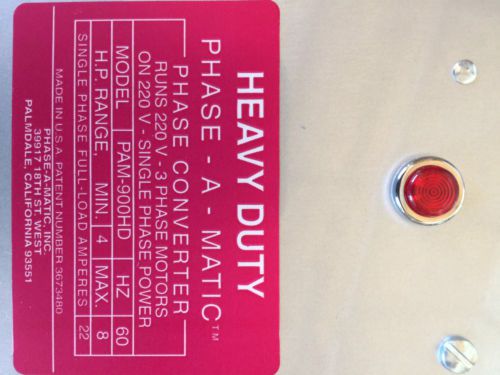 HEAVY DUTY
PHASE - A - MATIC™
PHASE CONVERTER
RUNS 220 V - 3 PHASE MOTORS
ON 220 V - SINGLE PHASE POWER
MODEL PAM-900HD HZ 60
H.P. RANGE, MIN. 4 MAX. 8
SINGLE PHASE FULL-LOAD AMPERES 22
MADE IN U.S.A. PATENT NUMBER 3673480
PHASE-A-MATIC, INC.
39917 18TH ST. WEST
PALMDALE, CALIFORNIA 93551